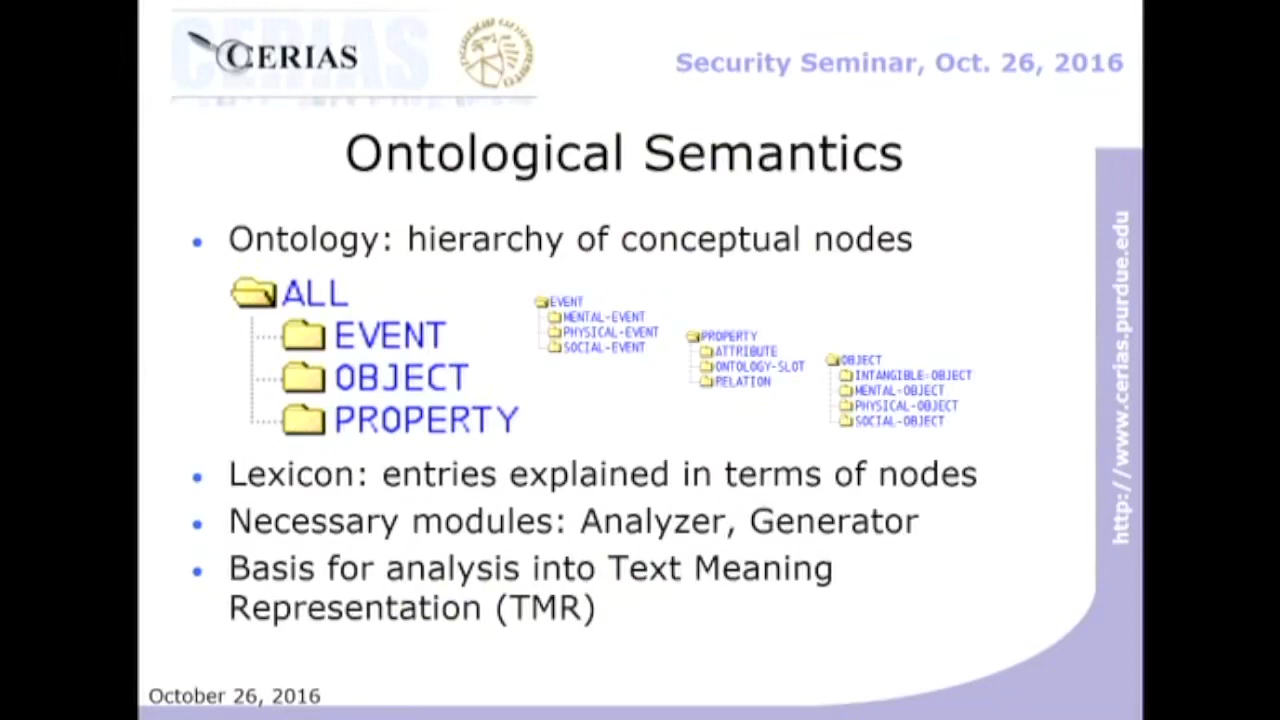 CERIAS
Security Seminar, Oct. 26, 2016
Ontological Semantics
• Ontology: hierarchy of conceptual nodes
ALL
EVENT
OBJECT
PROPERTY
EVENT
MENTAL-EVENT
PHYSICAL-EVENT
SOCIAL-EVENT
PROPERTY
ATTRIBUTE
ONTOLOGY-SLOT
RELATION
OBJECT
INTANGIBLE-OBJECT
MENTAL-OBJECT
PHYSICAL-OBJECT
SOCIAL-OBJECT
• Lexicon: entries explained in terms of nodes
• Necessary modules: Analyzer, Generator
• Basis for analysis into Text Meaning
Representation (TMR)
http://www.cerias.purdue.edu
October 26, 2016